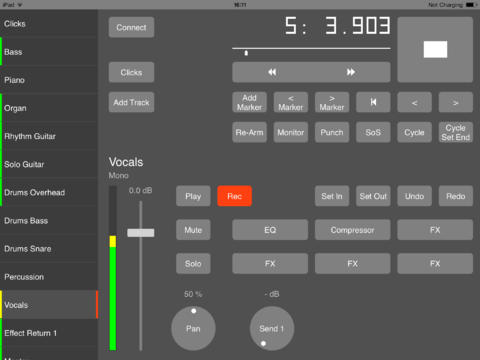 iPad 16:11 Not Charging
Clicks
Bass
Piano
Organ
Rhythm Guitar
Solo Guitar
Drums Overhead
Drums Bass
Drums Snare
Percussion
Vocals
Effect Return 1
Connect
5: 3.903
Clicks
Add Track
Add Marker
< Marker
> Marker
<
>
Re-Arm
Monitor
Punch
SoS
Cycle
Cycle Set End
Vocals
Mono
0.0 dB
Play
Rec
Set In
Set Out
Undo
Redo
Mute
EQ
Compressor
FX
Solo
FX
FX
FX
50 %
- dB
Pan
Send 1